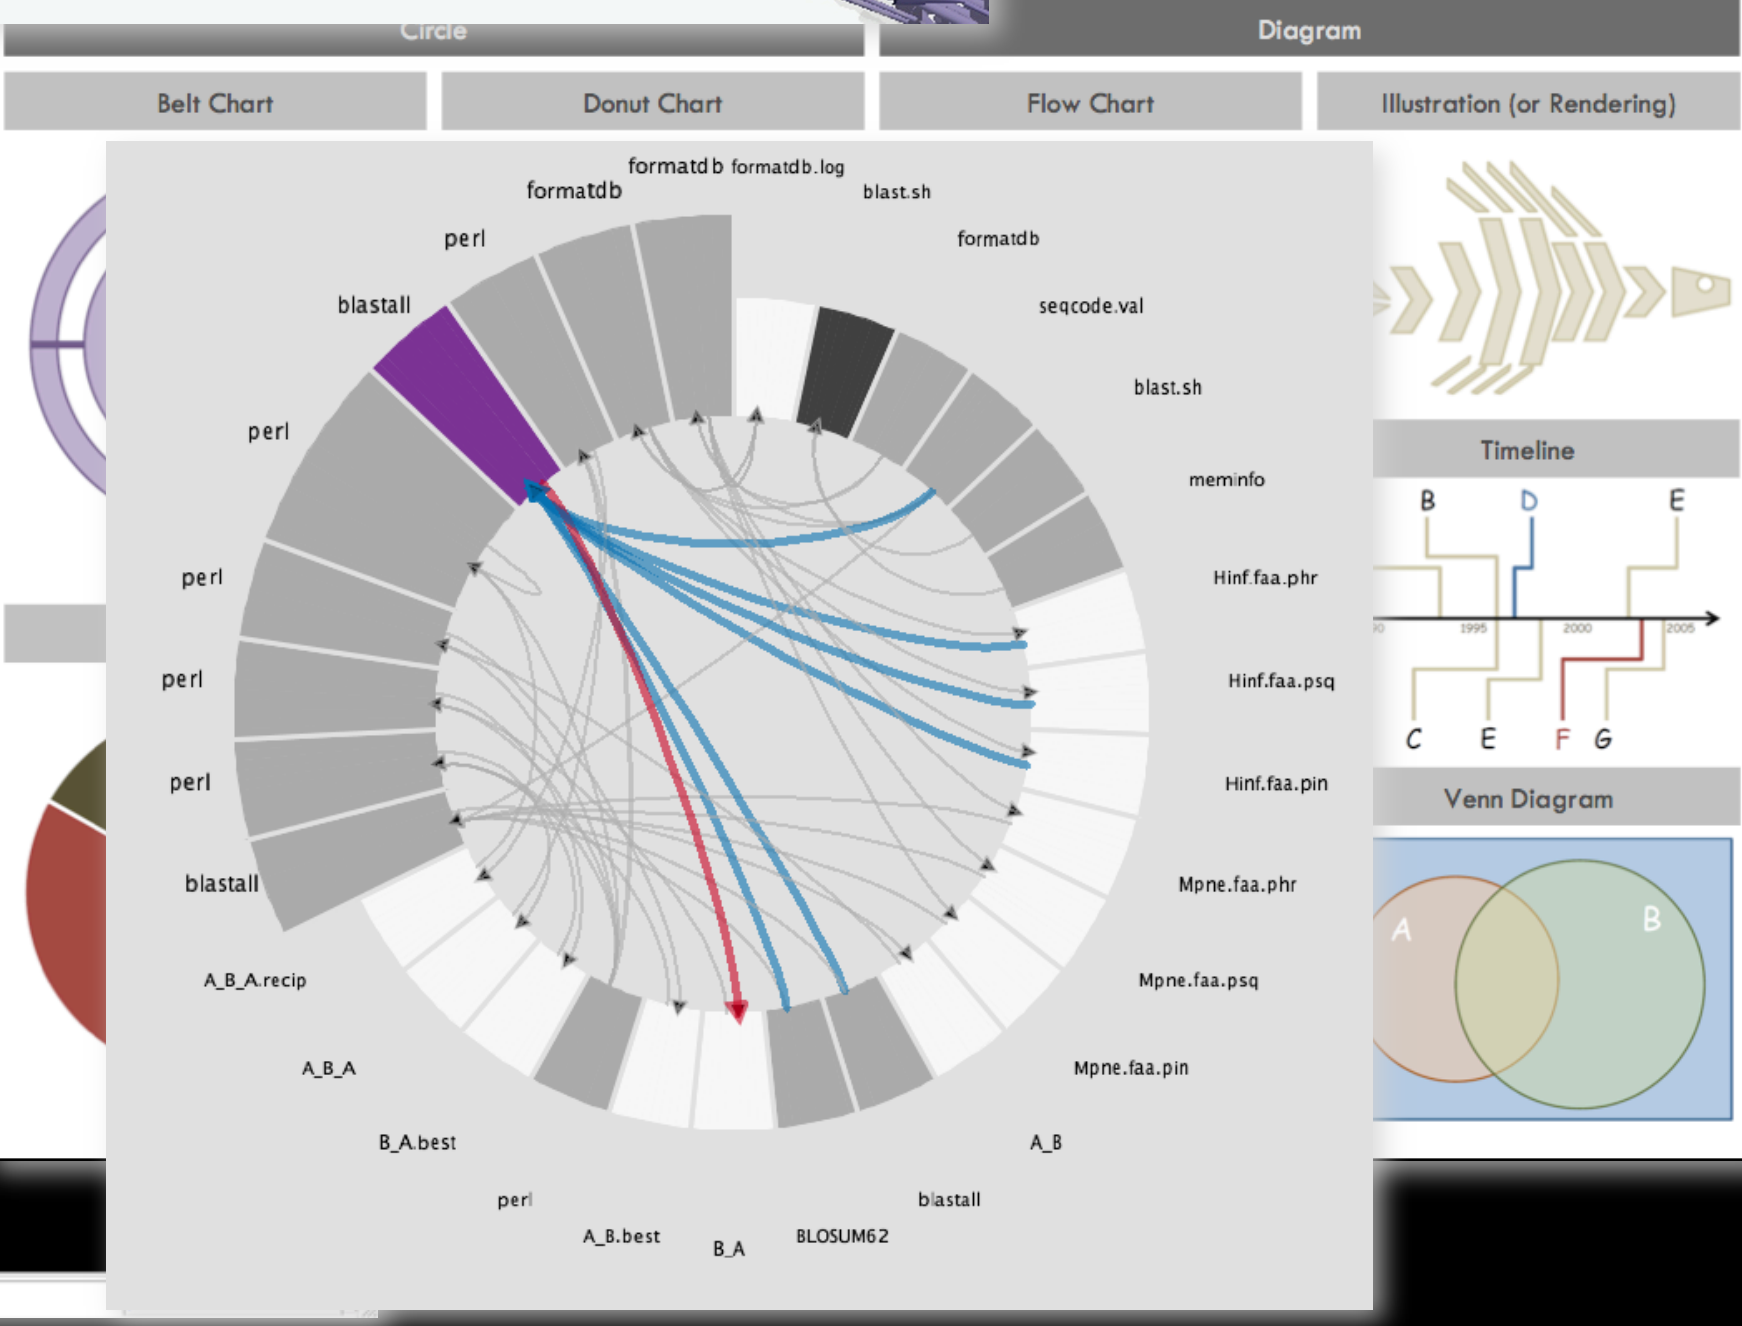 Circle
Diagram
Belt Chart
Donut Chart
Flow Chart
Illustration (or Rendering)
formatdb
formatdb.log
formatdb
blast.sh
perl
formatdb
blastall
seqcode.val
blast.sh
perl
meminfo
perl
Hinf.faa.phr
perl
Hinf.faa.psq
perl
Hinf.faa.pin
blastall
Mpne.faa.phr
A_B_A.recip
Mpne.faa.psq
A_B_A
Mpne.faa.pin
B_A.best
A_B
perl
blastall
A_B.best
B_A
BLOSUM62
Timeline
B
D
E
1995
2000
2005
C
E
F
G
Venn Diagram
A
B